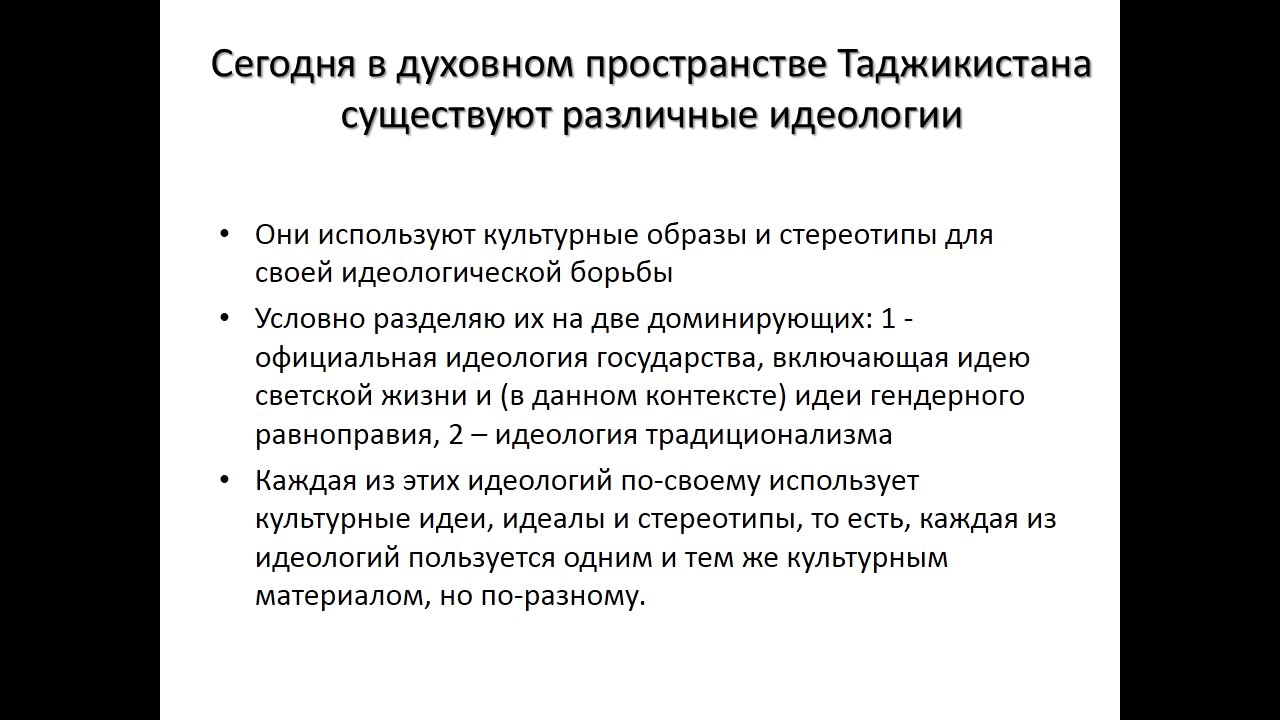 Сегодня в духовном пространстве Таджикистана
существуют различные идеологии
• Они используют культурные образы и стереотипы для
своей идеологической борьбы
• Условно разделяю их на две доминирующих: 1 -
официальная идеология государства, включающая идею
светской жизни и (в данном контексте) идеи гендерного
равноправия, 2 – идеология традиционализма
• Каждая из этих идеологий по-своему использует
культурные идеи, идеалы и стереотипы, то есть, каждая из
идеологий пользуется одним и тем же культурным
материалом, но по-разному.